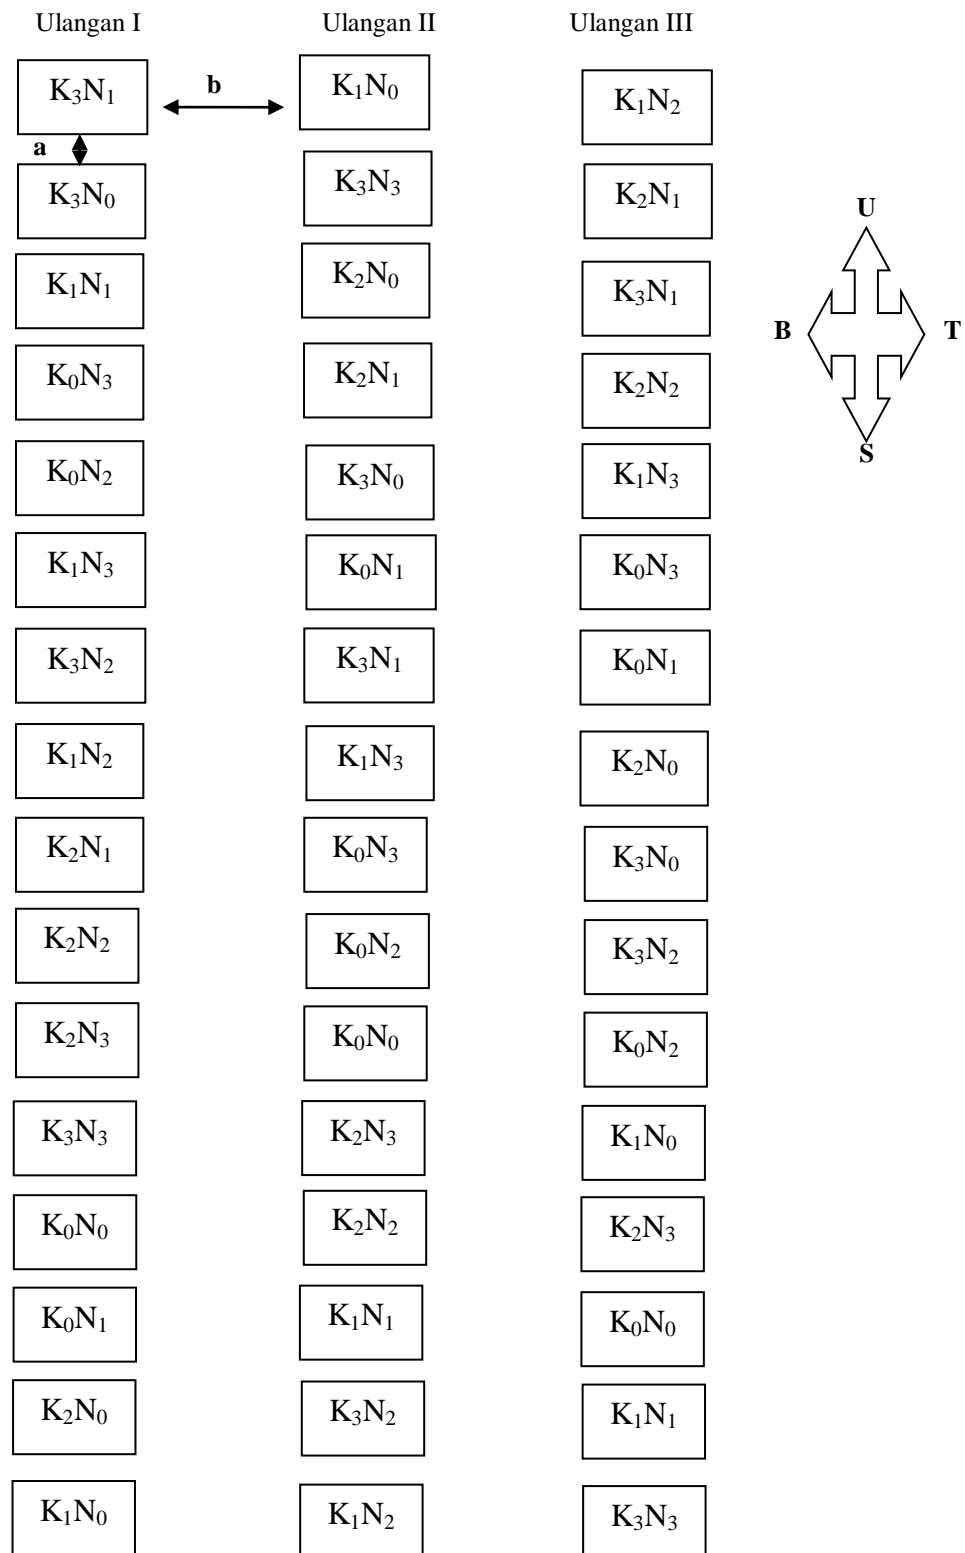 Ulangan I Ulangan II Ulangan III
K₃N₁ b K₁N₀ K₁N₂
a
K₃N₀ K₃N₃ K₂N₁
U
K₁N₁ K₂N₀ K₃N₁
B T
K₀N₃ K₂N₁ K₂N₂
S
K₀N₂ K₃N₀ K₁N₃
K₁N₃ K₀N₁ K₀N₃
K₃N₂ K₃N₁ K₀N₁
K₁N₂ K₁N₃ K₂N₀
K₂N₁ K₀N₃ K₃N₀
K₂N₂ K₀N₂ K₃N₂
K₂N₃ K₀N₀ K₀N₂
K₃N₃ K₂N₃ K₁N₀
K₀N₀ K₂N₂ K₂N₃
K₀N₁ K₁N₁ K₀N₀
K₂N₀ K₃N₂ K₁N₁
K₁N₀ K₁N₂ K₃N₃